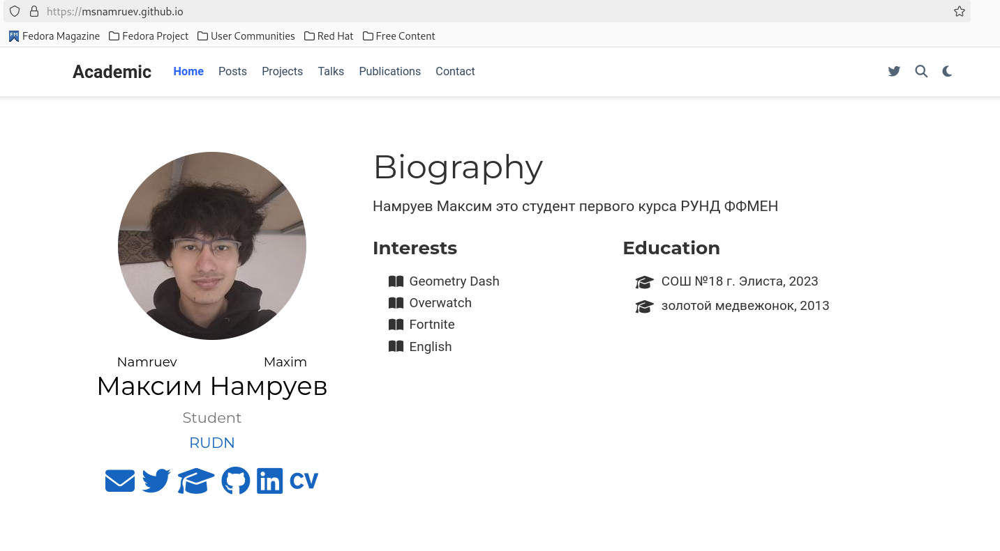 https://msnamruev.github.io
Fedora Magazine Fedora Project User Communities Red Hat Free Content
Academic Home Posts Projects Talks Publications Contact
Biography
Намруев Максим это студент первого курса РУНД ФФМЕН
Interests
Geometry Dash
Overwatch
Fortnite
English
Education
СОШ №18 г. Элиста, 2023
золотой медвежонок, 2013
Namruev Maxim
Максим Намруев
Student
RUDN
in CV